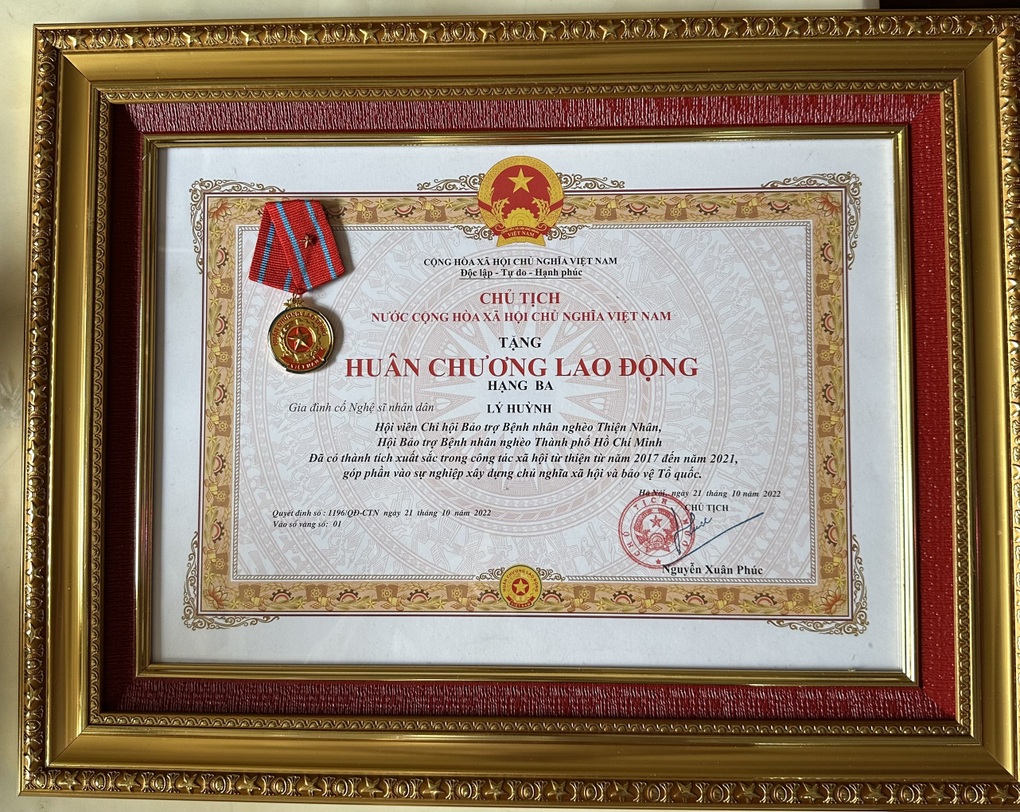 VIỆT NAM
CỘNG HÒA XÃ HỘI CHỦ NGHĨA VIỆT NAM
Độc lập - Tự do - Hạnh phúc
CHỦ TỊCH
NƯỚC CỘNG HÒA XÃ HỘI CHỦ NGHĨA VIỆT NAM
TẶNG
HUÂN CHƯƠNG LAO ĐỘNG
HẠNG BA
Gia đình cố Nghệ sĩ nhân dân LÝ HUỲNH
Hội viên Chi hội Bảo trợ Bệnh nhân nghèo Thiện Nhân,
Hội Bảo trợ Bệnh nhân nghèo Thành phố Hồ Chí Minh
Đã có thành tích xuất sắc trong công tác xã hội từ thiện từ năm 2017 đến năm 2021,
góp phần vào sự nghiệp xây dựng chủ nghĩa xã hội và bảo vệ Tổ quốc.
Hà Nội, ngày 21 tháng 10 năm 2022
CHỦ TỊCH
Quyết định số : 1196/QĐ-CTN ngày 21 tháng 10 năm 2022
Vào sổ vàng số: 01
Nguyễn Xuân Phúc